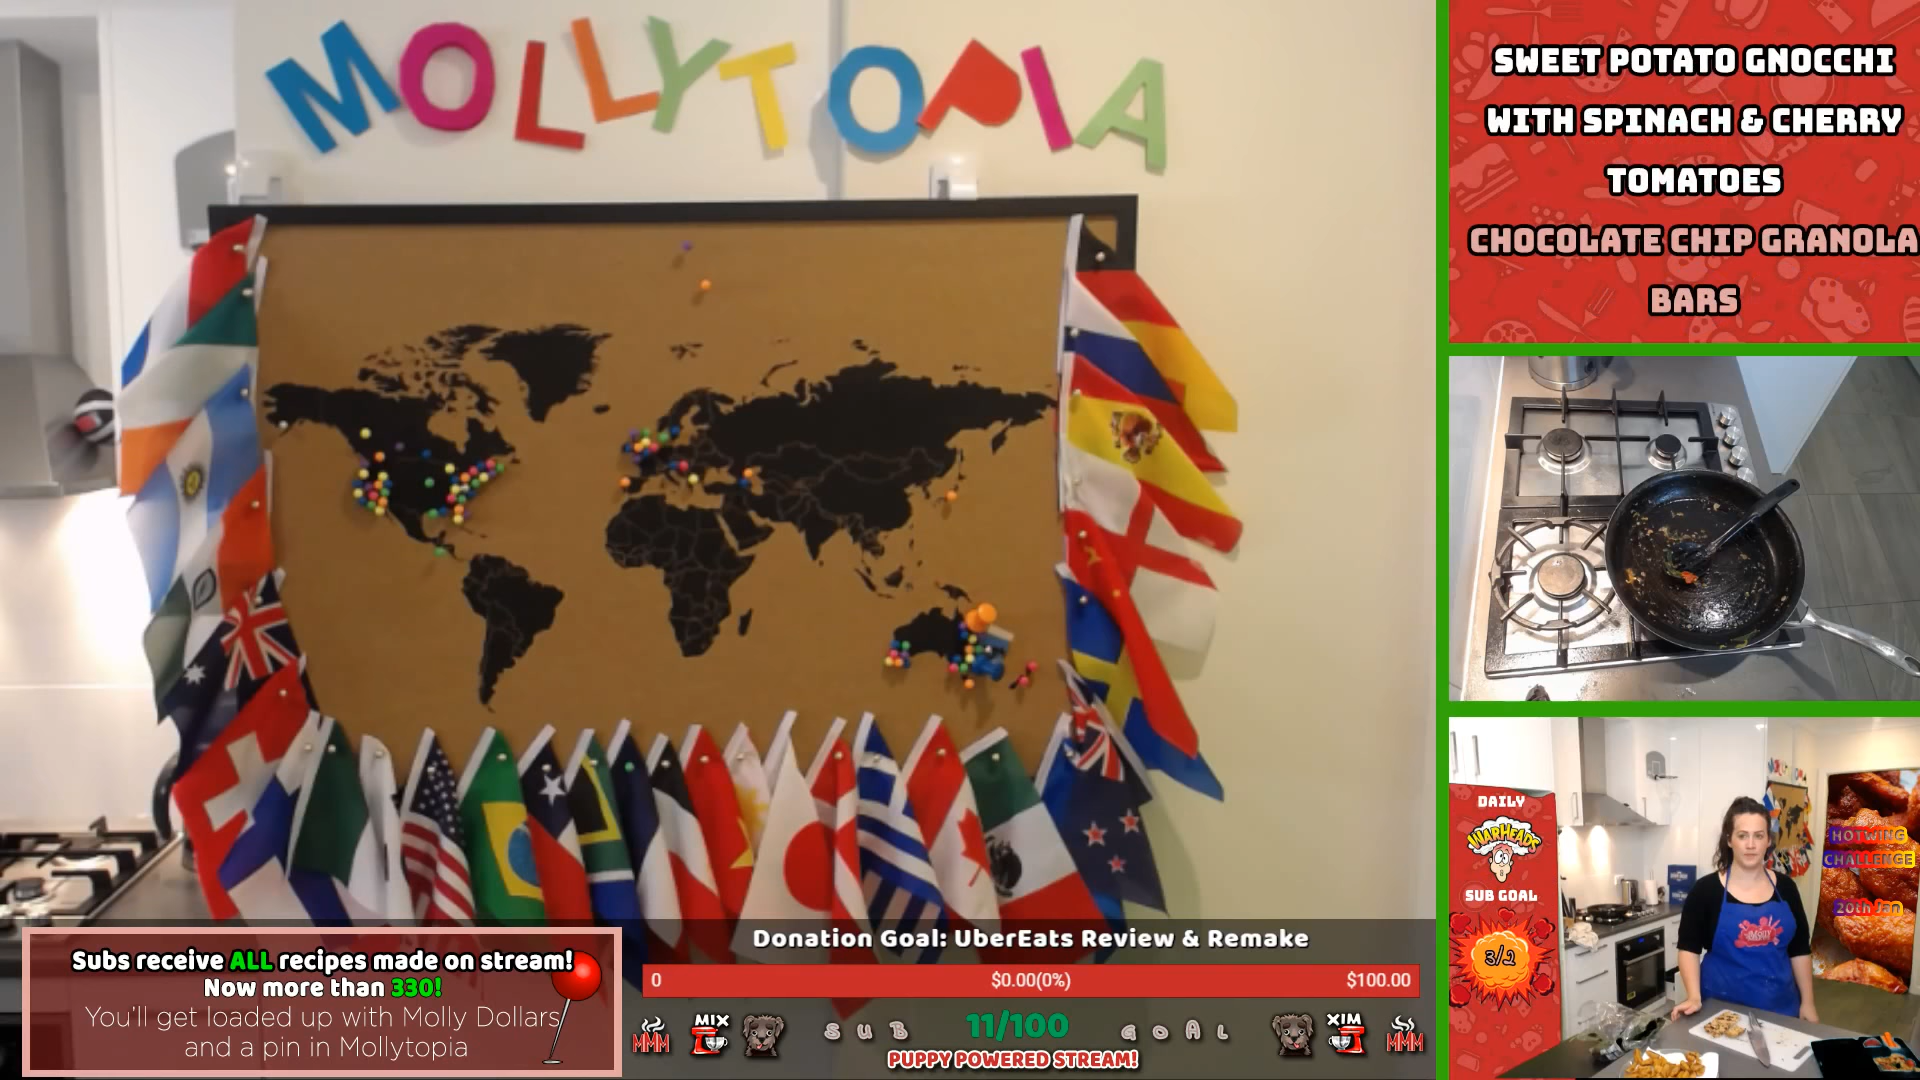 MOLLYTOPIA
SWEET POTATO GNOCCHI
WITH SPINACH & CHERRY
TOMATOES
CHOCOLATE CHIP GRANOLA
BARS
DAILY
WARHEADS
SUB GOAL
3/2
HOTWING
CHALLENGE
20th Jan
Subs receive ALL recipes made on stream!
Now more than 330!
You'll get loaded up with Molly Dollars
and a pin in Mollytopia
Donation Goal: UberEats Review & Remake
0 $0.00(0%) $100.00
MMM MIX SUB 11/100 GOAL XIM MMM
PUPPY POWERED STREAM!